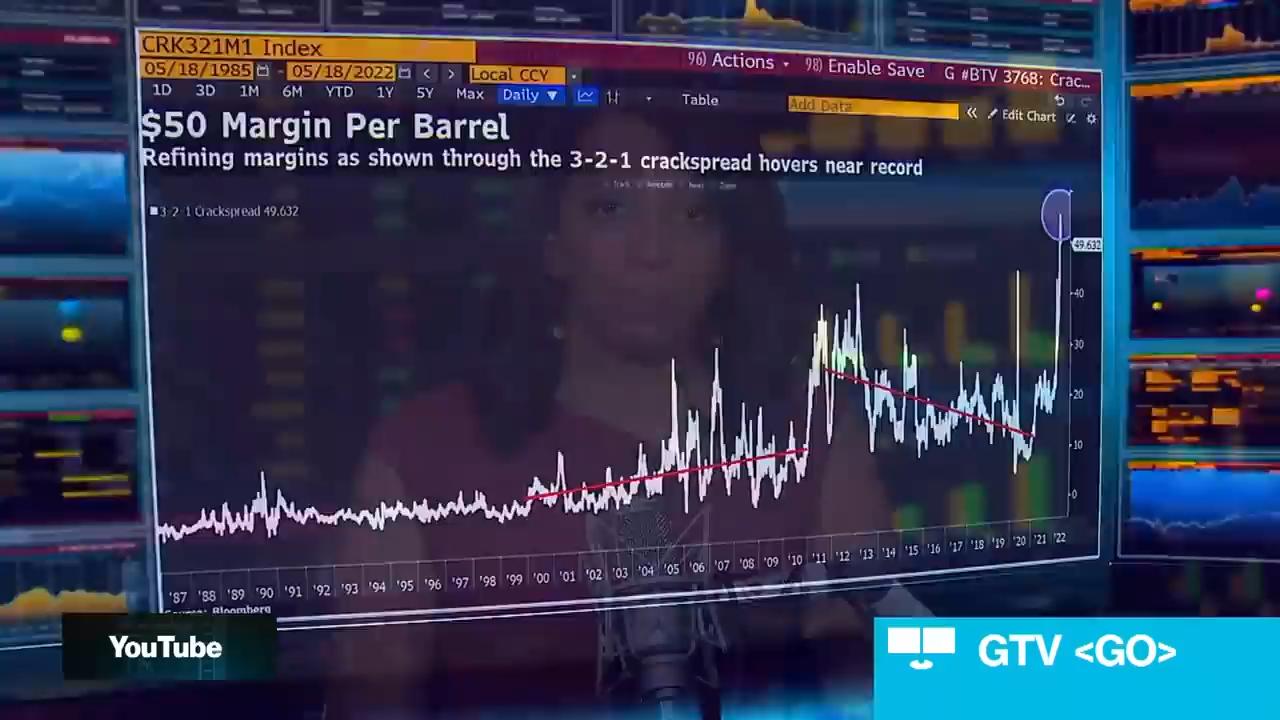 CRK321M1 Index
96) Actions
98) Enable Save
G #BTV 3768: Crac...
05/18/1985 - 05/18/2022
Local CCY
1D 3D 1M 6M YTD 1Y 5Y Max Daily ▼ Table
Add Data
« Edit Chart
$50 Margin Per Barrel
Refining margins as shown through the 3-2-1 crackspread hovers near record
Track Annotate News Zoom
3-2-1 Crackspread 49.632
49.632
40
30
20
10
0
'87 '88 '89 '90 '91 '92 '93 '94 '95 '96 '97 '98 '99 '00 '01 '02 '03 '04 '05 '06 '07 '08 '09 '10 '11 '12 '13 '14 '15 '16 '17 '18 '19 '20 '21 '22
Source: Bloomberg
YouTube
GTV <GO>